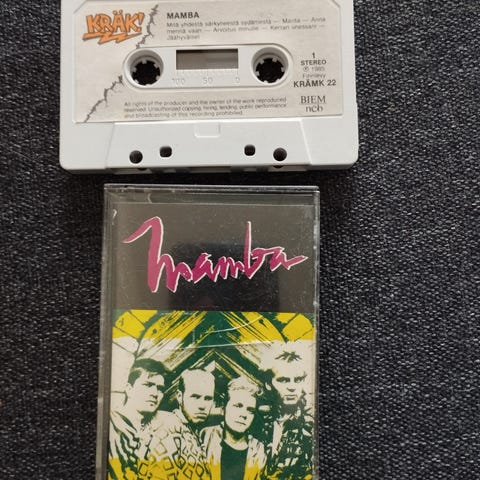 KRÄK!
MAMBA
Mitä yhdestä särkyneestä sydämestä — Marita — Anna
mennä vaan — Arvoitus minulle — Kerran unessani —
Jäähyväiset
1
STEREO
℗ 1985
Finnlevy
KRÄMK 22
100 50 0
All rights of the producer and the owner of the work reproduced
reserved. Unauthorized copying, hiring, lending, public performance
and broadcasting of this recording prohibited.
BIEM
ncb
Mamba